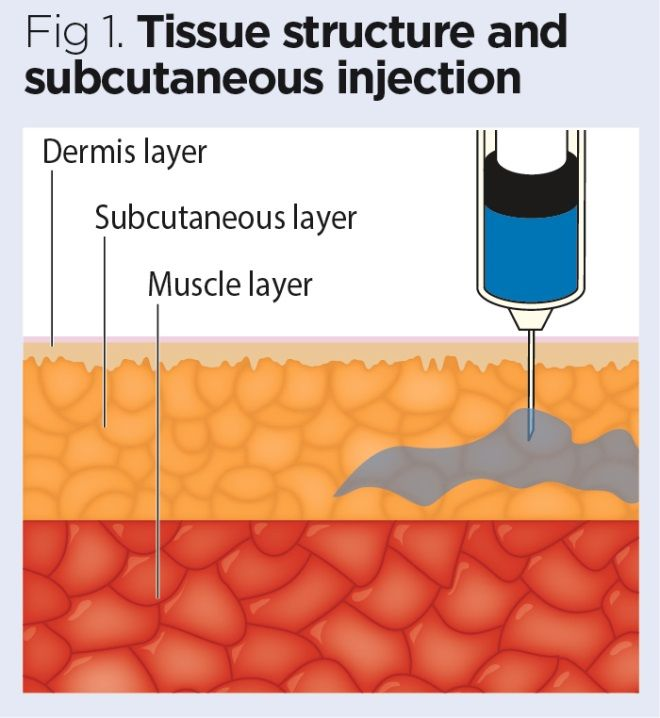 Fig 1. Tissue structure and
subcutaneous injection
Dermis layer
Subcutaneous layer
Muscle layer